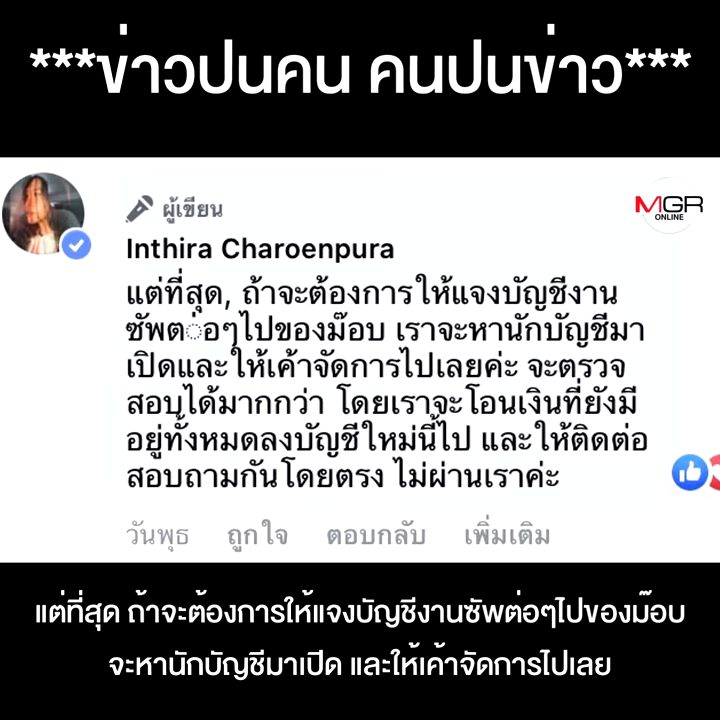 ***ข่าวปนคน คนปนข่าว***
MGR
ONLINE
ผู้เขียน
Inthira Charoenpura
แต่ที่สุด, ถ้าจะต้องการให้แจงบัญชีงาน
ซัพต ่อๆไปของม๊อบ เราจะหานักบัญชีมา
เปิดและให้เค้าจัดการไปเลยค่ะ จะตรวจ
สอบได้มากกว่า โดยเราจะโอนเงินที่ยังมี
อยู่ทั้งหมดลงบัญชีใหม่นี้ไป และให้ติดต่อ
สอบถามกันโดยตรง ไม่ผ่านเราค่ะ
วันพุธ ถูกใจ ตอบกลับ เพิ่มเติม
แต่ที่สุด ถ้าจะต้องการให้แจงบัญชีงานซัพต่อๆไปของม๊อบ
จะหานักบัญชีมาเปิด และให้เค้าจัดการไปเลย